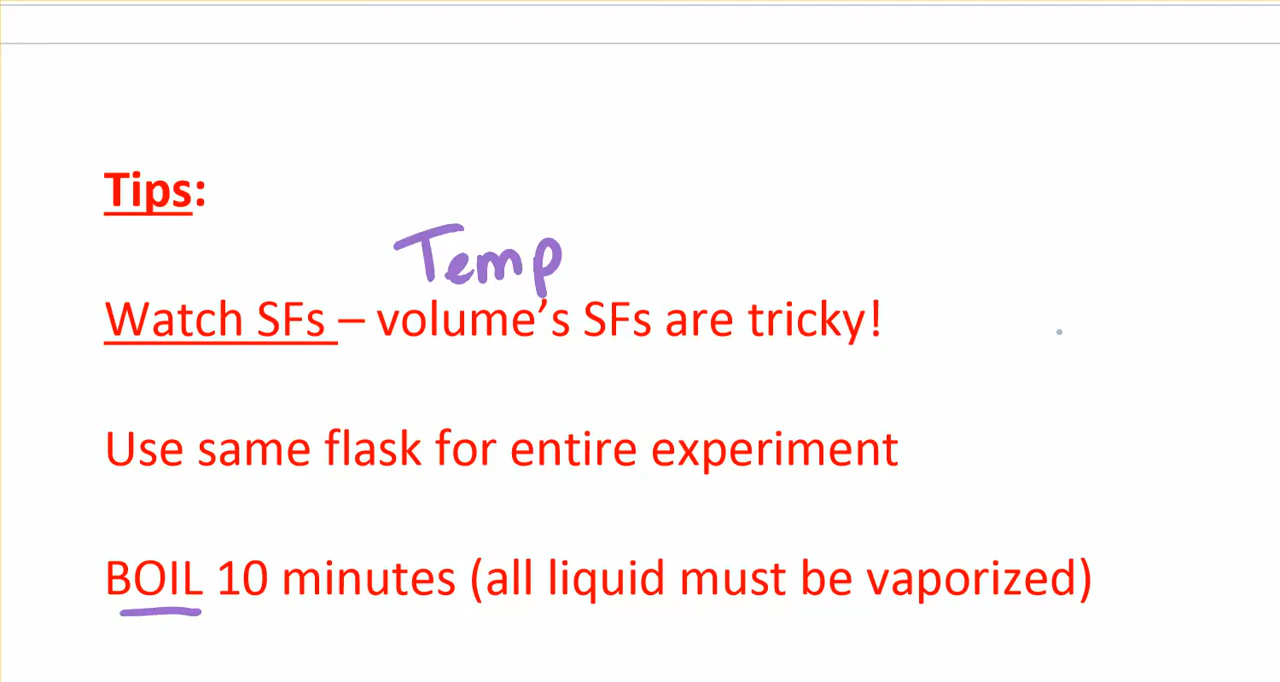 Tips:
Temp
Watch SFs – volume’s SFs are tricky!
Use same flask for entire experiment
BOIL 10 minutes (all liquid must be vaporized)